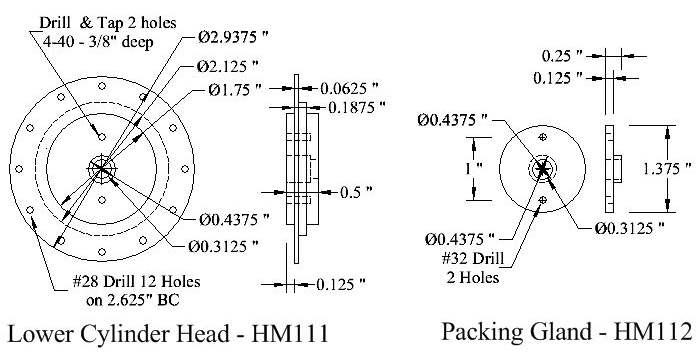 Drill & Tap 2 holes
4-40 - 3/8" deep
Ø2.9375 "
Ø2.125 "
Ø1.75 "
0.0625 "
0.1875 "
0.5 "
Ø0.4375 "
Ø0.3125 "
0.125 "
#28 Drill 12 Holes
on 2.625" BC
Lower Cylinder Head - HM111
0.25 "
0.125 "
Ø0.4375 "
1 "
1.375 "
Ø0.3125 "
Ø0.4375 "
#32 Drill
2 Holes
Packing Gland - HM112